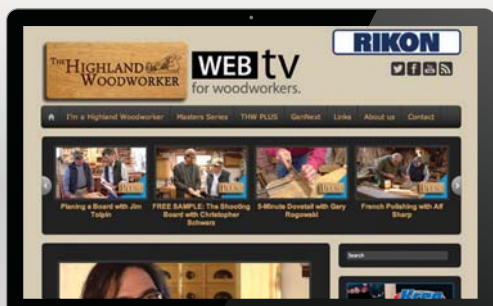 RIKON
THE HIGHLAND
WOODWORKER
WEB tv
for woodworkers.
I'm a Highland Woodworker Masters Series THW PLUS GenNext Links About us Contact
Planing a Board with Jim
Tolpin
FREE SAMPLE: The Shooting
Board with Christopher
Schwarz
5-Minute Dovetail with Gary
Rogowski
French Polishing with Alf
Sharp
Search